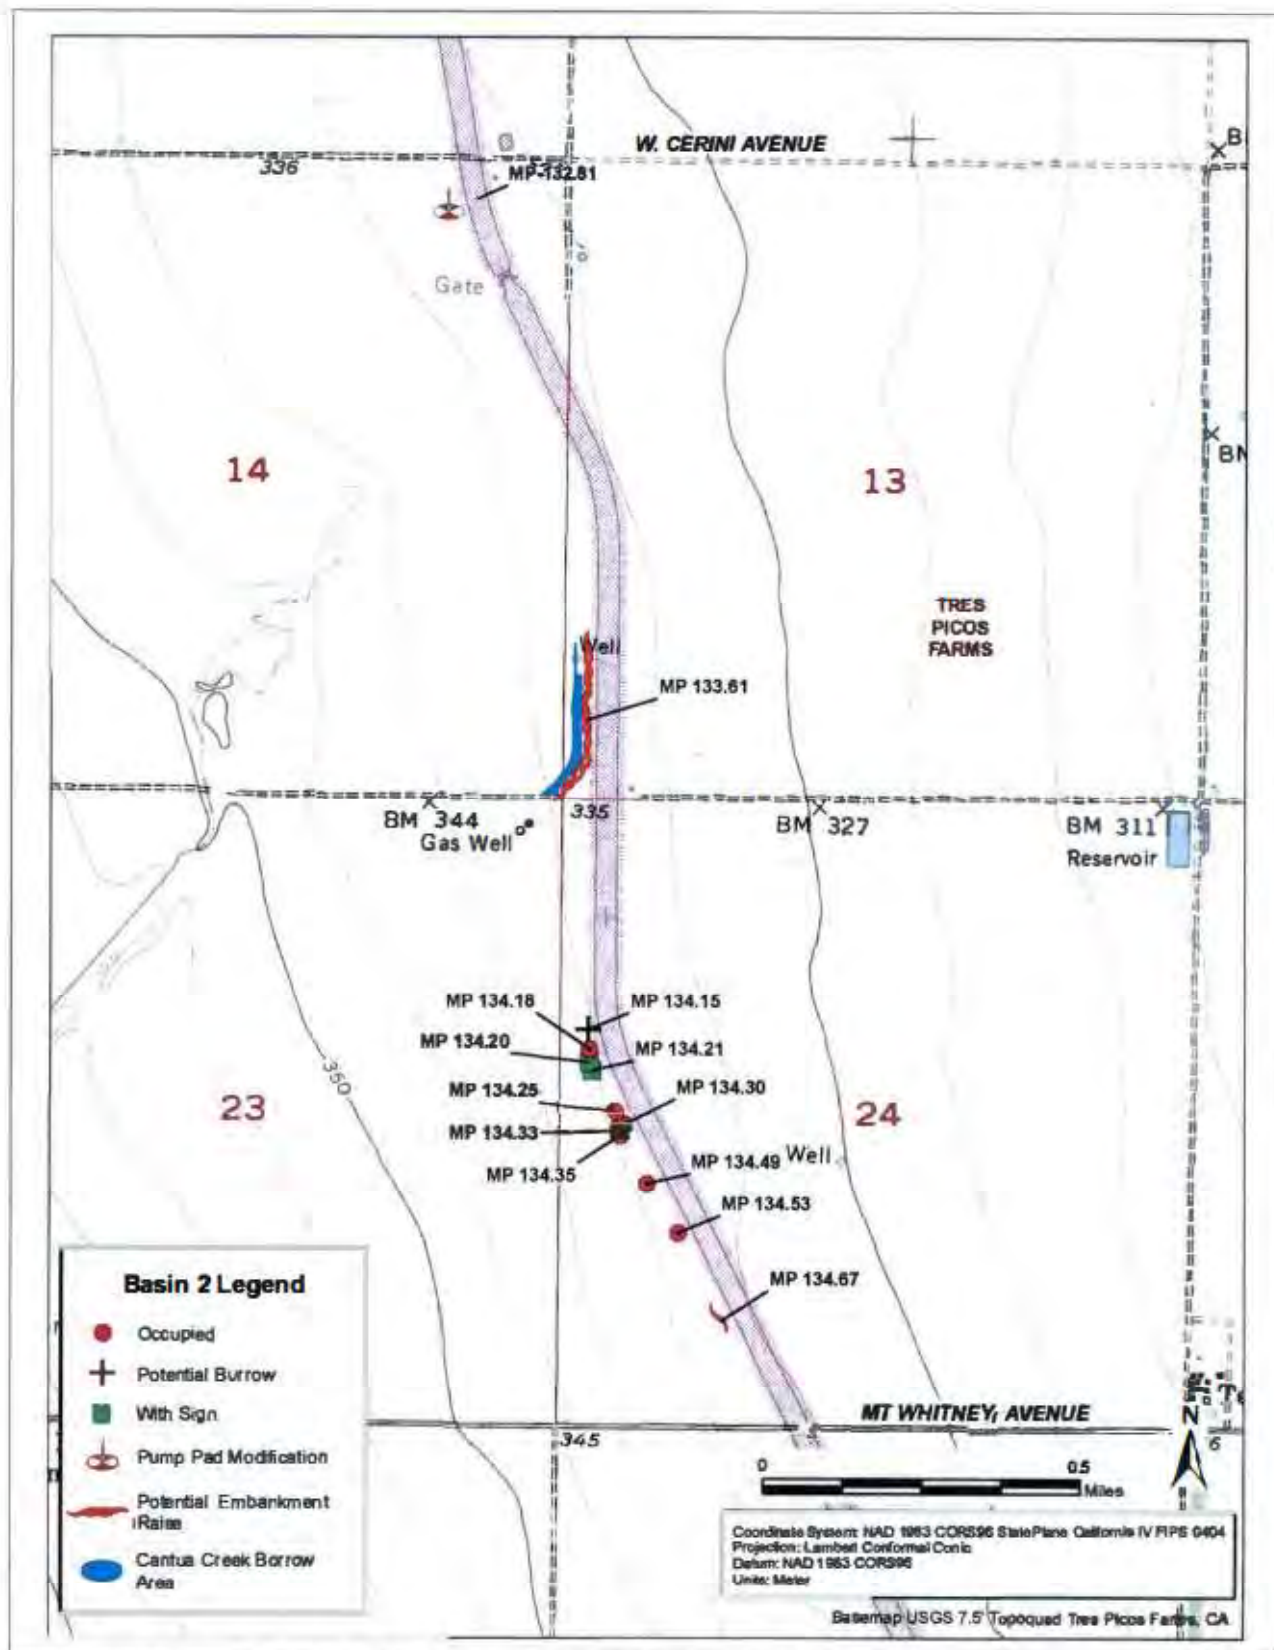 W. CERINI AVENUE
336
MP-132.81
Gate
14
13
TRES
PICOS
FARMS
Well
MP 133.61
335
BM 344
Gas Well
BM 327
BM 311
Reservoir
MP 134.18
MP 134.15
MP 134.20
MP 134.21
MP 134.25
MP 134.30
23
24
350
MP 134.33
MP 134.35
MP 134.49
Well
MP 134.53
MP 134.67
MT WHITNEY AVENUE
345
6
N
Basin 2 Legend
Occupied
Potential Burrow
With Sign
Pump Pad Modification
Potential Embankment
Raise
Cantua Creek Borrow
Area
0 0.5
Miles
Coordinate System: NAD 1983 CORS96 StatePlane California IV FIPS 0404
Projection: Lambert Conformal Conic
Datum: NAD 1983 CORS96
Units: Meter
Basemap USGS 7.5' Topoquad Tres Picos Farms, CA